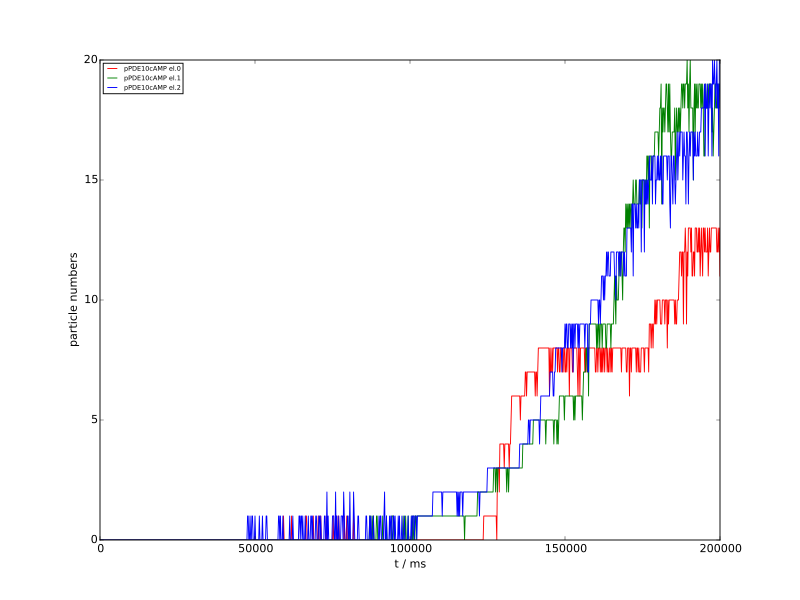 20
pPDE10cAMP el.0
pPDE10cAMP el.1
pPDE10cAMP el.2
15
particle numbers
10
5
0
0 50000 100000 150000 200000
t / ms